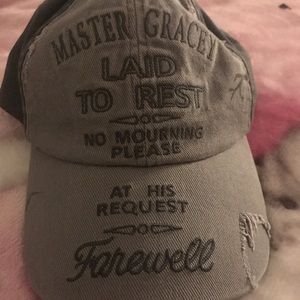 MASTER GRACEY
LAID
TO REST
NO MOURNING
PLEASE
AT HIS
REQUEST
Farewell